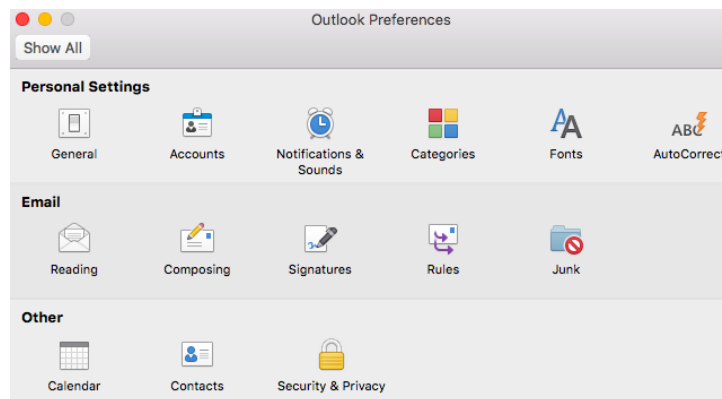 Outlook Preferences
Show All
Personal Settings
General
Accounts
Notifications &
Sounds
Categories
Fonts
ABC
AutoCorrect
Email
Reading
Composing
Signatures
Rules
Junk
Other
Calendar
Contacts
Security & Privacy